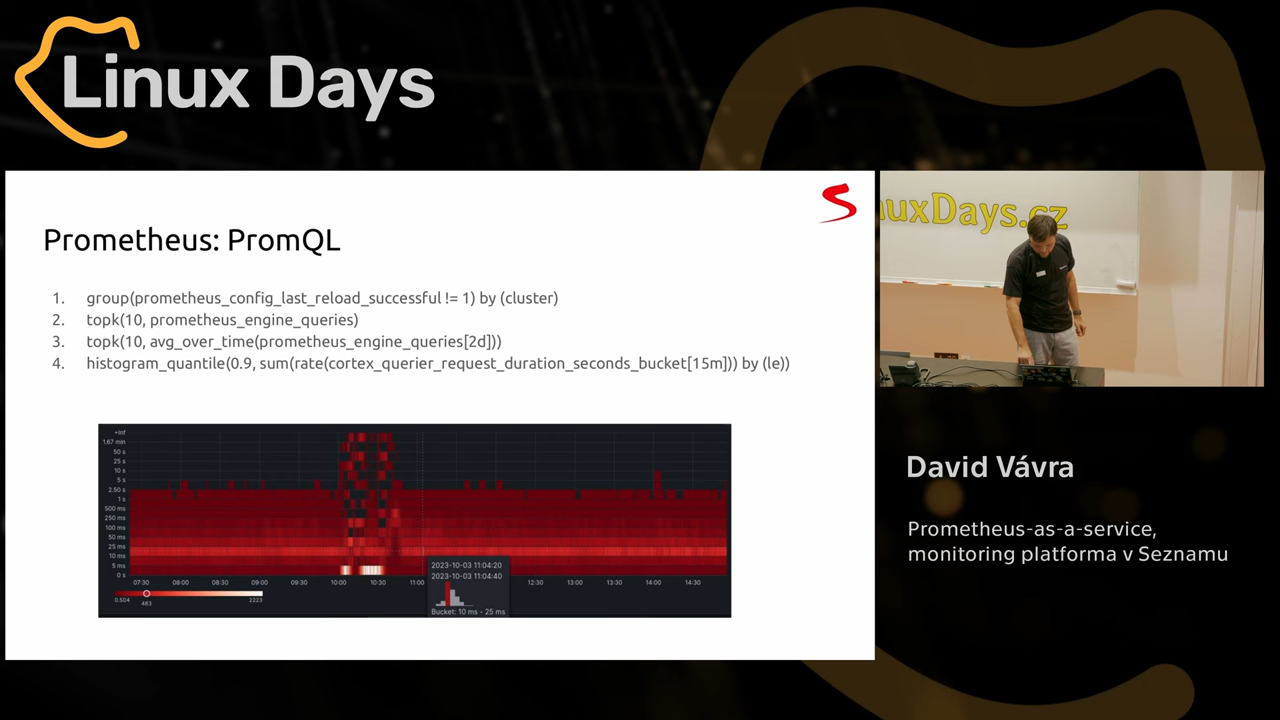 Linux Days
Prometheus: PromQL
1. group(prometheus_config_last_reload_successful != 1) by (cluster)
2. topk(10, prometheus_engine_queries)
3. topk(10, avg_over_time(prometheus_engine_queries[2d]))
4. histogram_quantile(0.9, sum(rate(cortex_querier_request_duration_seconds_bucket[15m])) by (le))
+Inf
1.67 min
50 s
25 s
10 s
5 s
2.50 s
1 s
500 ms
250 ms
100 ms
50 ms
25 ms
10 ms
5 ms
0 s
07:30 08:00 08:30 09:00 09:30 10:00 10:30 11:00 12:30 13:00 13:30 14:00 14:30
0.504 483 2223
2023-10-03 11:04:20
2023-10-03 11:04:40
Bucket: 10 ms - 25 ms
nuxDays.cz
David Vávra
Prometheus-as-a-service,
monitoring platforma v Seznamu